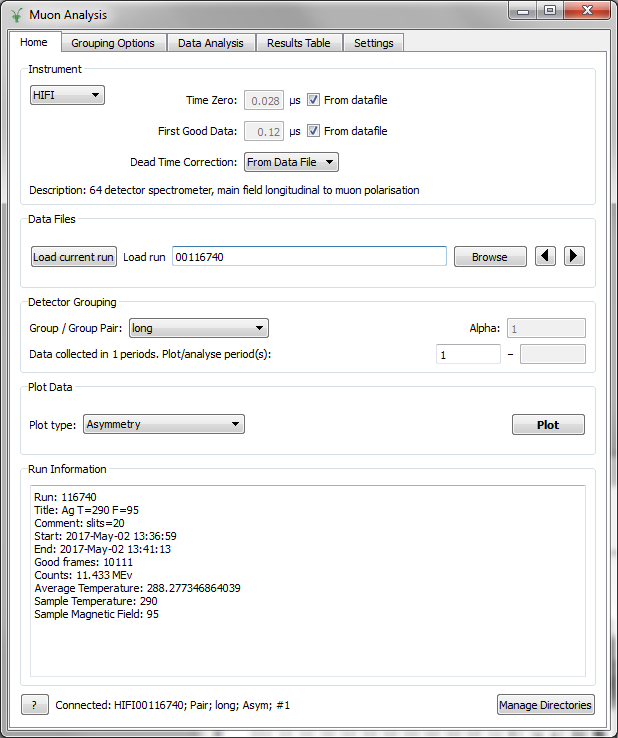 Muon Analysis
Home Grouping Options Data Analysis Results Table Settings
Instrument
HIFI Time Zero: 0.028 µs From datafile
First Good Data: 0.12 µs From datafile
Dead Time Correction: From Data File
Description: 64 detector spectrometer, main field longitudinal to muon polarisation
Data Files
Load current run Load run 00116740 Browse
Detector Grouping
Group / Group Pair: long Alpha: 1
Data collected in 1 periods. Plot/analyse period(s): 1 –
Plot Data
Plot type: Asymmetry Plot
Run Information
Run: 116740
Title: Ag T=290 F=95
Comment: slits=20
Start: 2017-May-02 13:36:59
End: 2017-May-02 13:41:13
Good frames: 10111
Counts: 11.433 MEv
Average Temperature: 288.277346864039
Sample Temperature: 290
Sample Magnetic Field: 95
? Connected: HIFI00116740; Pair; long; Asym; #1 Manage Directories